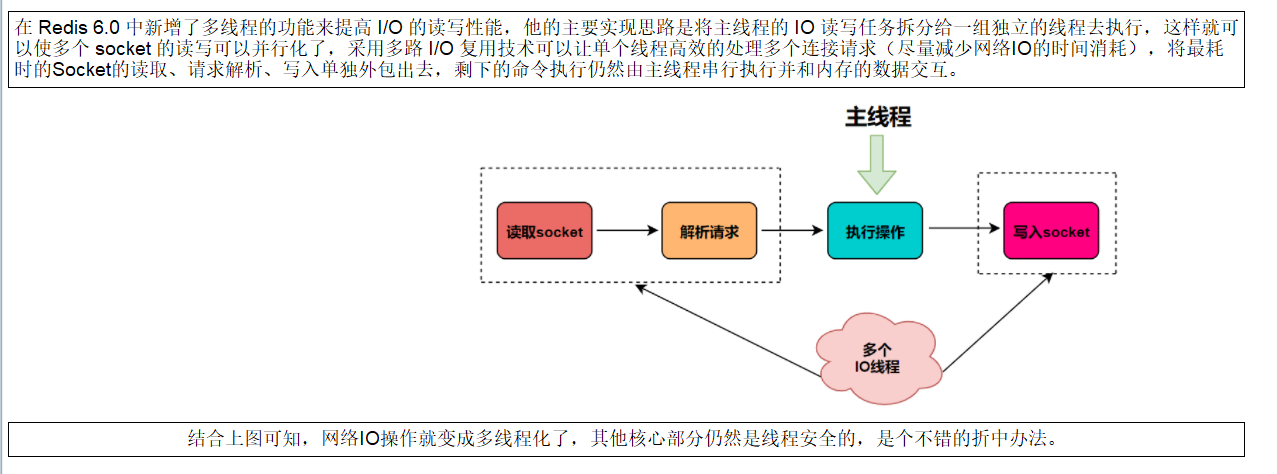 在 Redis 6.0 中新增了多线程的功能来提高 I/O 的读写性能，他的主要实现思路是将主线程的 IO 读写任务拆分给一组独立的线程去执行，这样就可
以使多个 socket 的读写可以并行化了，采用多路 I/O 复用技术可以让单个线程高效的处理多个连接请求（尽量减少网络IO的时间消耗），将最耗
时的Socket的读取、请求解析、写入单独外包出去，剩下的命令执行仍然由主线程串行执行并和内存的数据交互。
主线程
读取socket
解析请求
执行操作
写入socket
多个
IO线程
结合上图可知，网络IO操作就变成多线程化了，其他核心部分仍然是线程安全的，是个不错的折中办法。